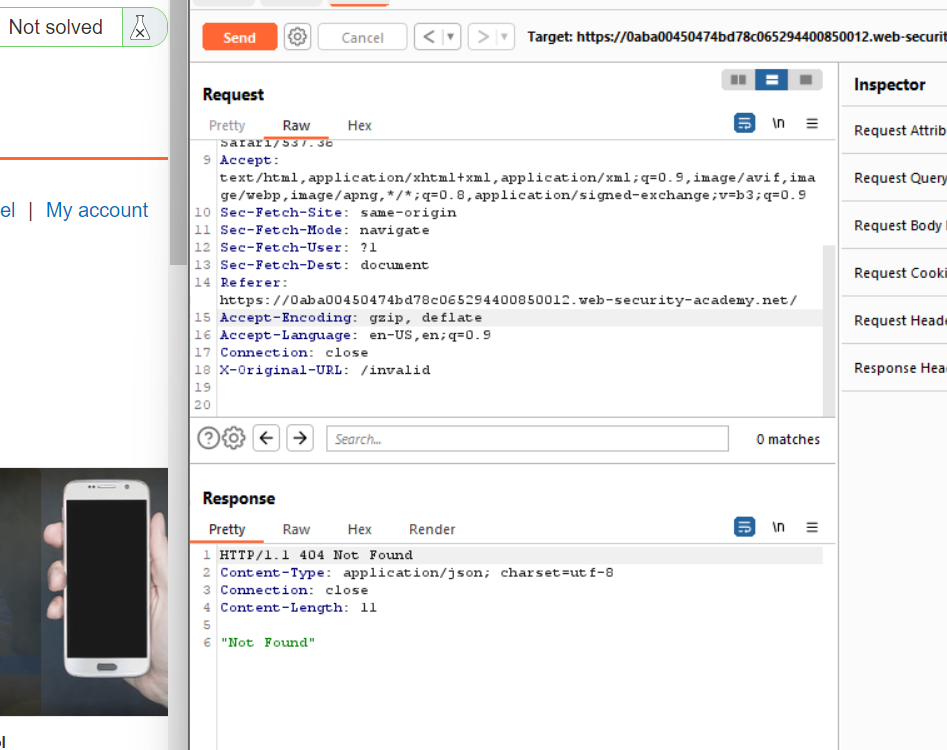 Not solved
el | My account
Send
Cancel
< | ▾
> | ▾
Target: https://0aba00450474bd78c065294400850012.web-securit
Request
Pretty Raw Hex
\n
Safari/537.36
9 Accept:
text/html,application/xhtml+xml,application/xml;q=0.9,image/avif,ima
ge/webp,image/apng,*/*;q=0.8,application/signed-exchange;v=b3;q=0.9
10 Sec-Fetch-Site: same-origin
11 Sec-Fetch-Mode: navigate
12 Sec-Fetch-User: ?1
13 Sec-Fetch-Dest: document
14 Referer:
https://0aba00450474bd78c065294400850012.web-security-academy.net/
15 Accept-Encoding: gzip, deflate
16 Accept-Language: en-US,en;q=0.9
17 Connection: close
18 X-Original-URL: /invalid
19
20
Search...
0 matches
Response
Pretty Raw Hex Render
\n
1 HTTP/1.1 404 Not Found
2 Content-Type: application/json; charset=utf-8
3 Connection: close
4 Content-Length: 11
5
6 "Not Found"
Inspector
Request Attrib
Request Query
Request Body
Request Cooki
Request Heade
Response Hea